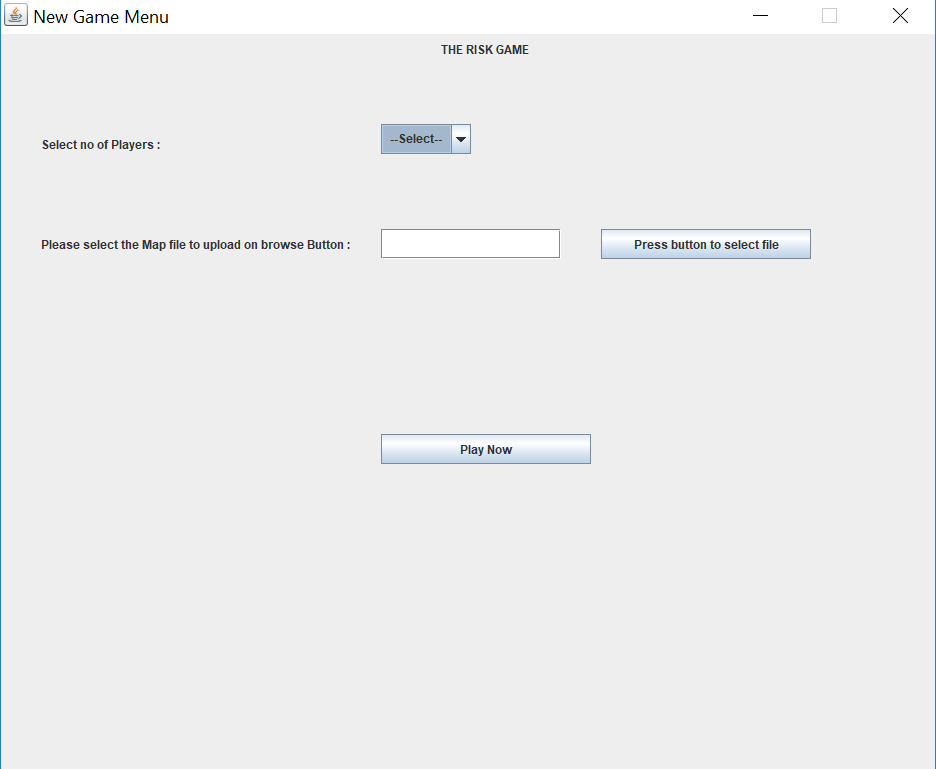 New Game Menu
THE RISK GAME
Select no of Players :
--Select--
Please select the Map file to upload on browse Button :
Press button to select file
Play Now